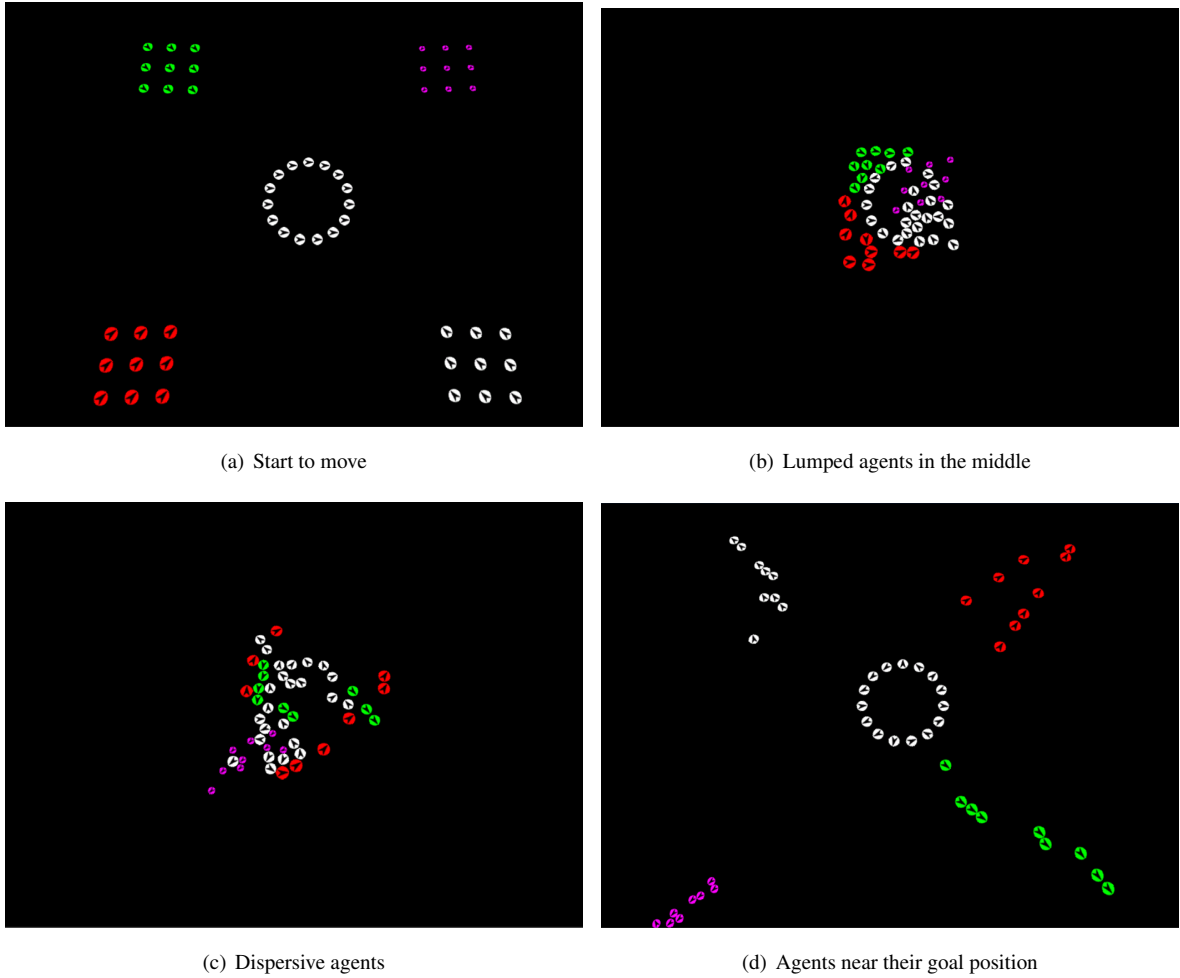 (a) Start to move
(b) Lumped agents in the middle
(c) Dispersive agents
(d) Agents near their goal position